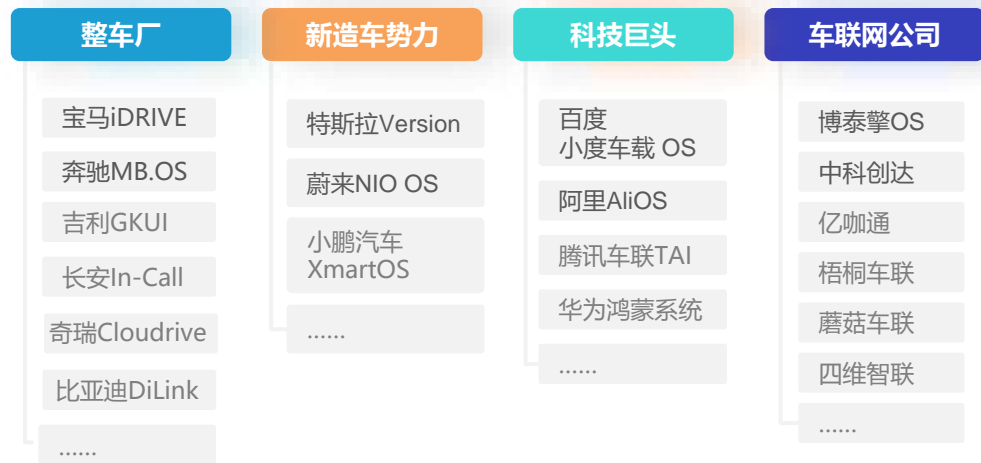 整车厂
宝马iDRIVE
奔驰MB.OS
吉利GKUI
长安In-Call
奇瑞Cloudrive
比亚迪DiLink
......
新造车势力
特斯拉Version
蔚来NIO OS
小鹏汽车
XmartOS
......
科技巨头
百度
小度车载 OS
阿里AliOS
腾讯车联TAI
华为鸿蒙系统
......
车联网公司
博泰擎OS
中科创达
亿咖通
梧桐车联
蘑菇车联
四维智联
......